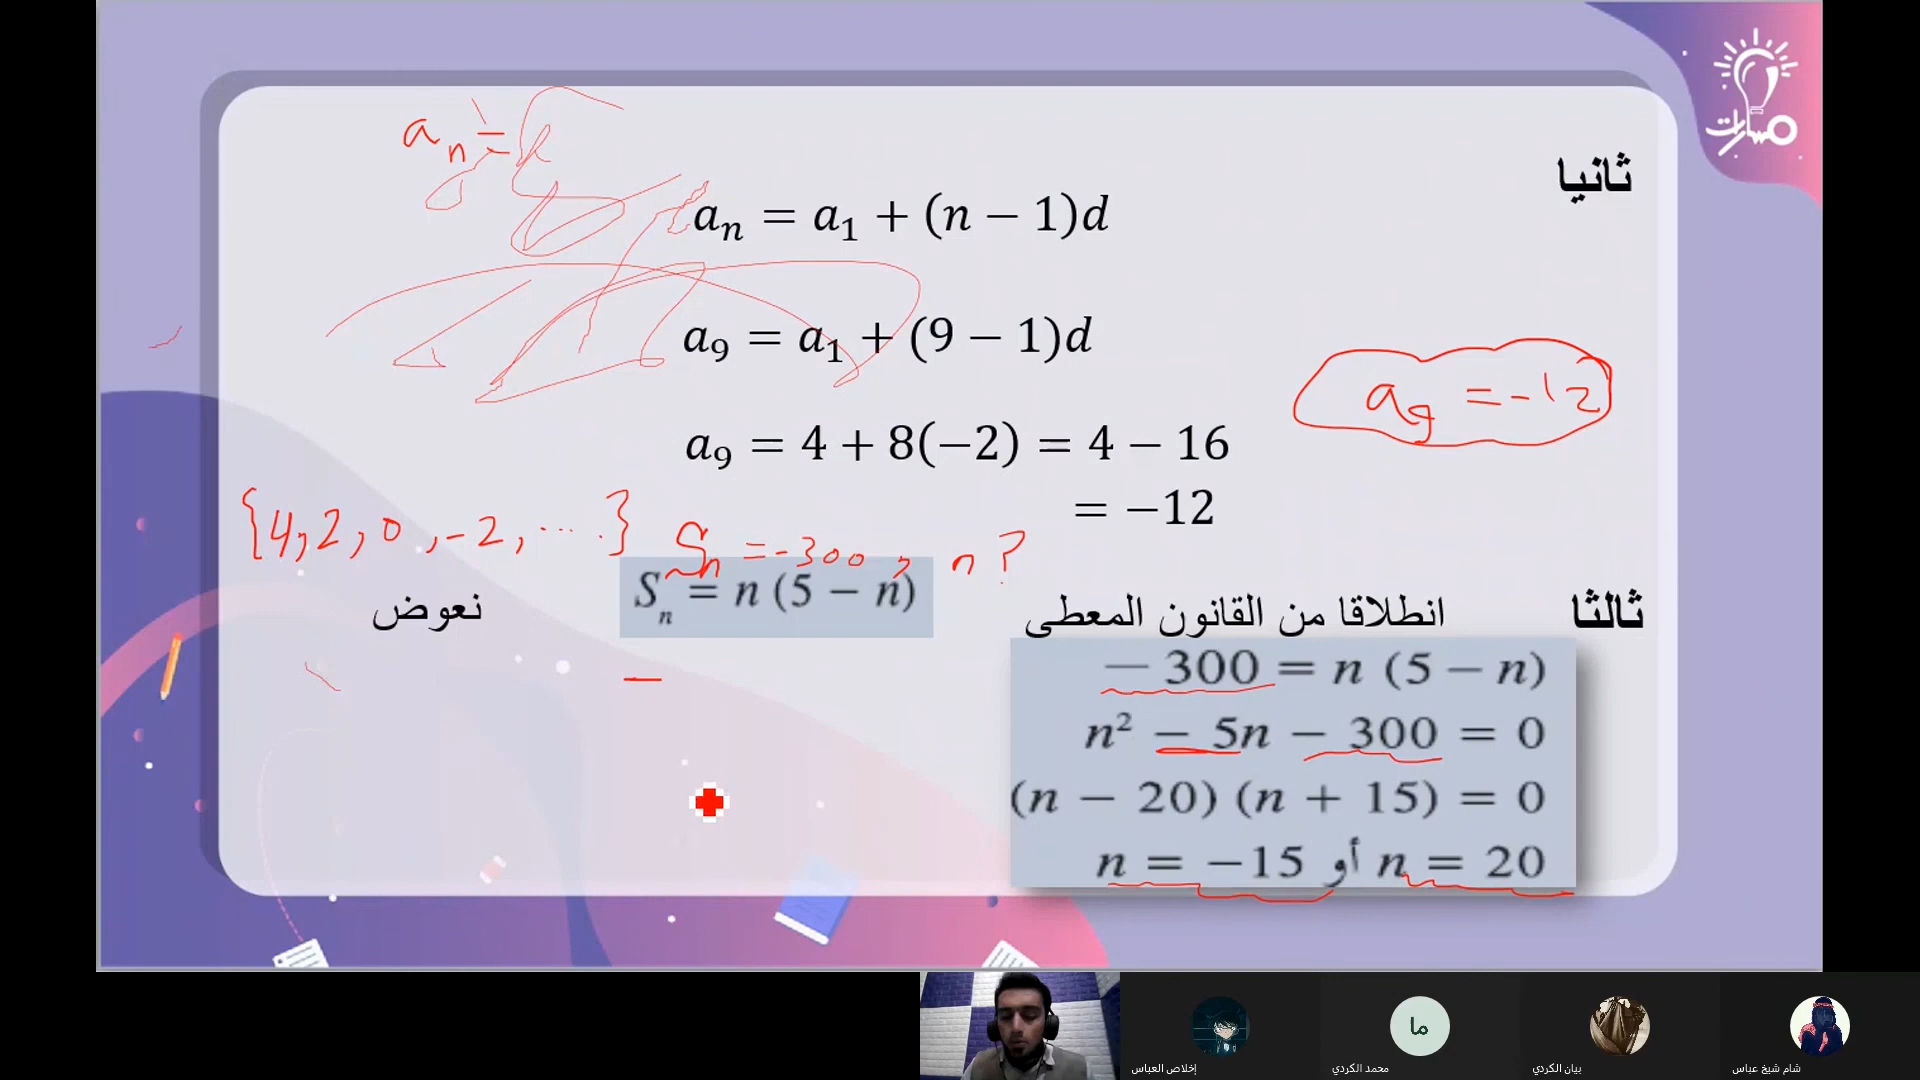 مسارات
ثانيا
aₙ =
aₙ = a₁ + (n − 1)d
a₉ = a₁ + (9 − 1)d
a₉ = −12
a₉ = 4 + 8(−2) = 4 − 16
= −12
{4, 2, 0, −2, ...}
Sₙ = −300, n ?
ثالثا
انطلاقا من القانون المعطى
Sₙ = n (5 − n)
نعوض
− 300 = n (5 − n)
n² − 5n − 300 = 0
(n − 20) (n + 15) = 0
n = −15 أو n = 20
إخلاص العباس
ما
محمد الكردي
بيان الكردي
شام شيخ عباس